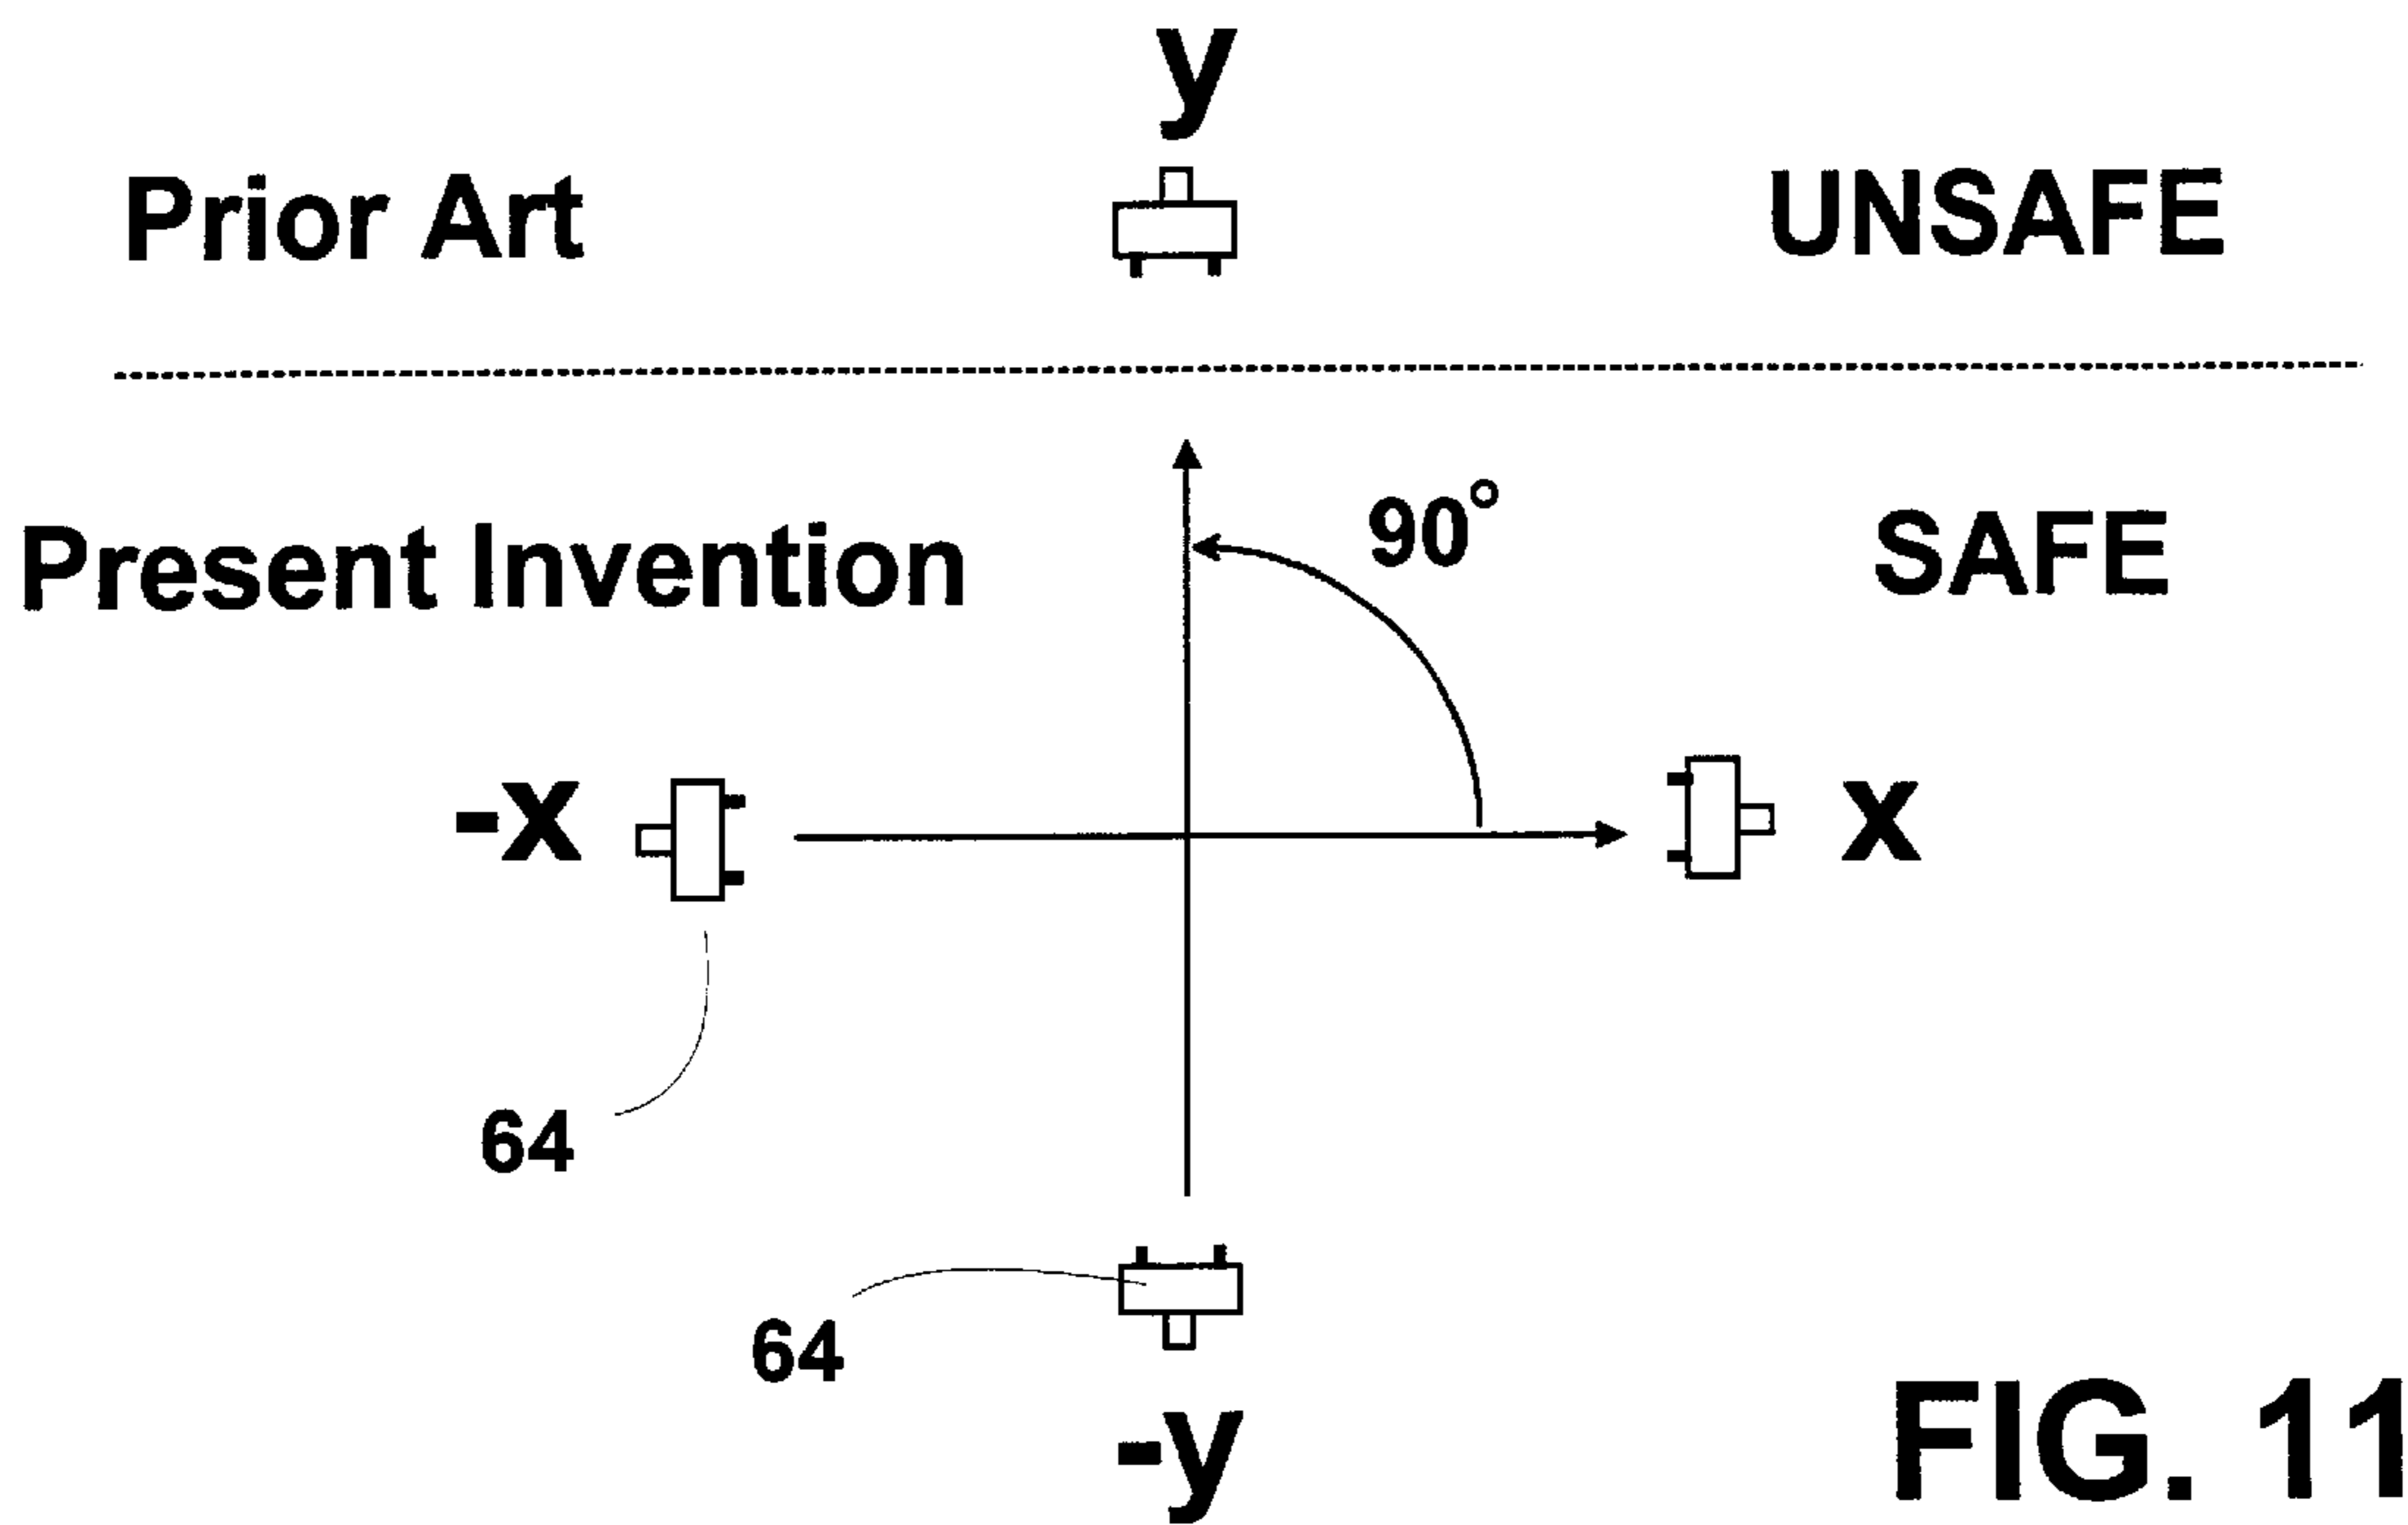 y
Prior Art
UNSAFE
90°
Present Invention
SAFE
-x
x
64
64
-y
FIG. 11